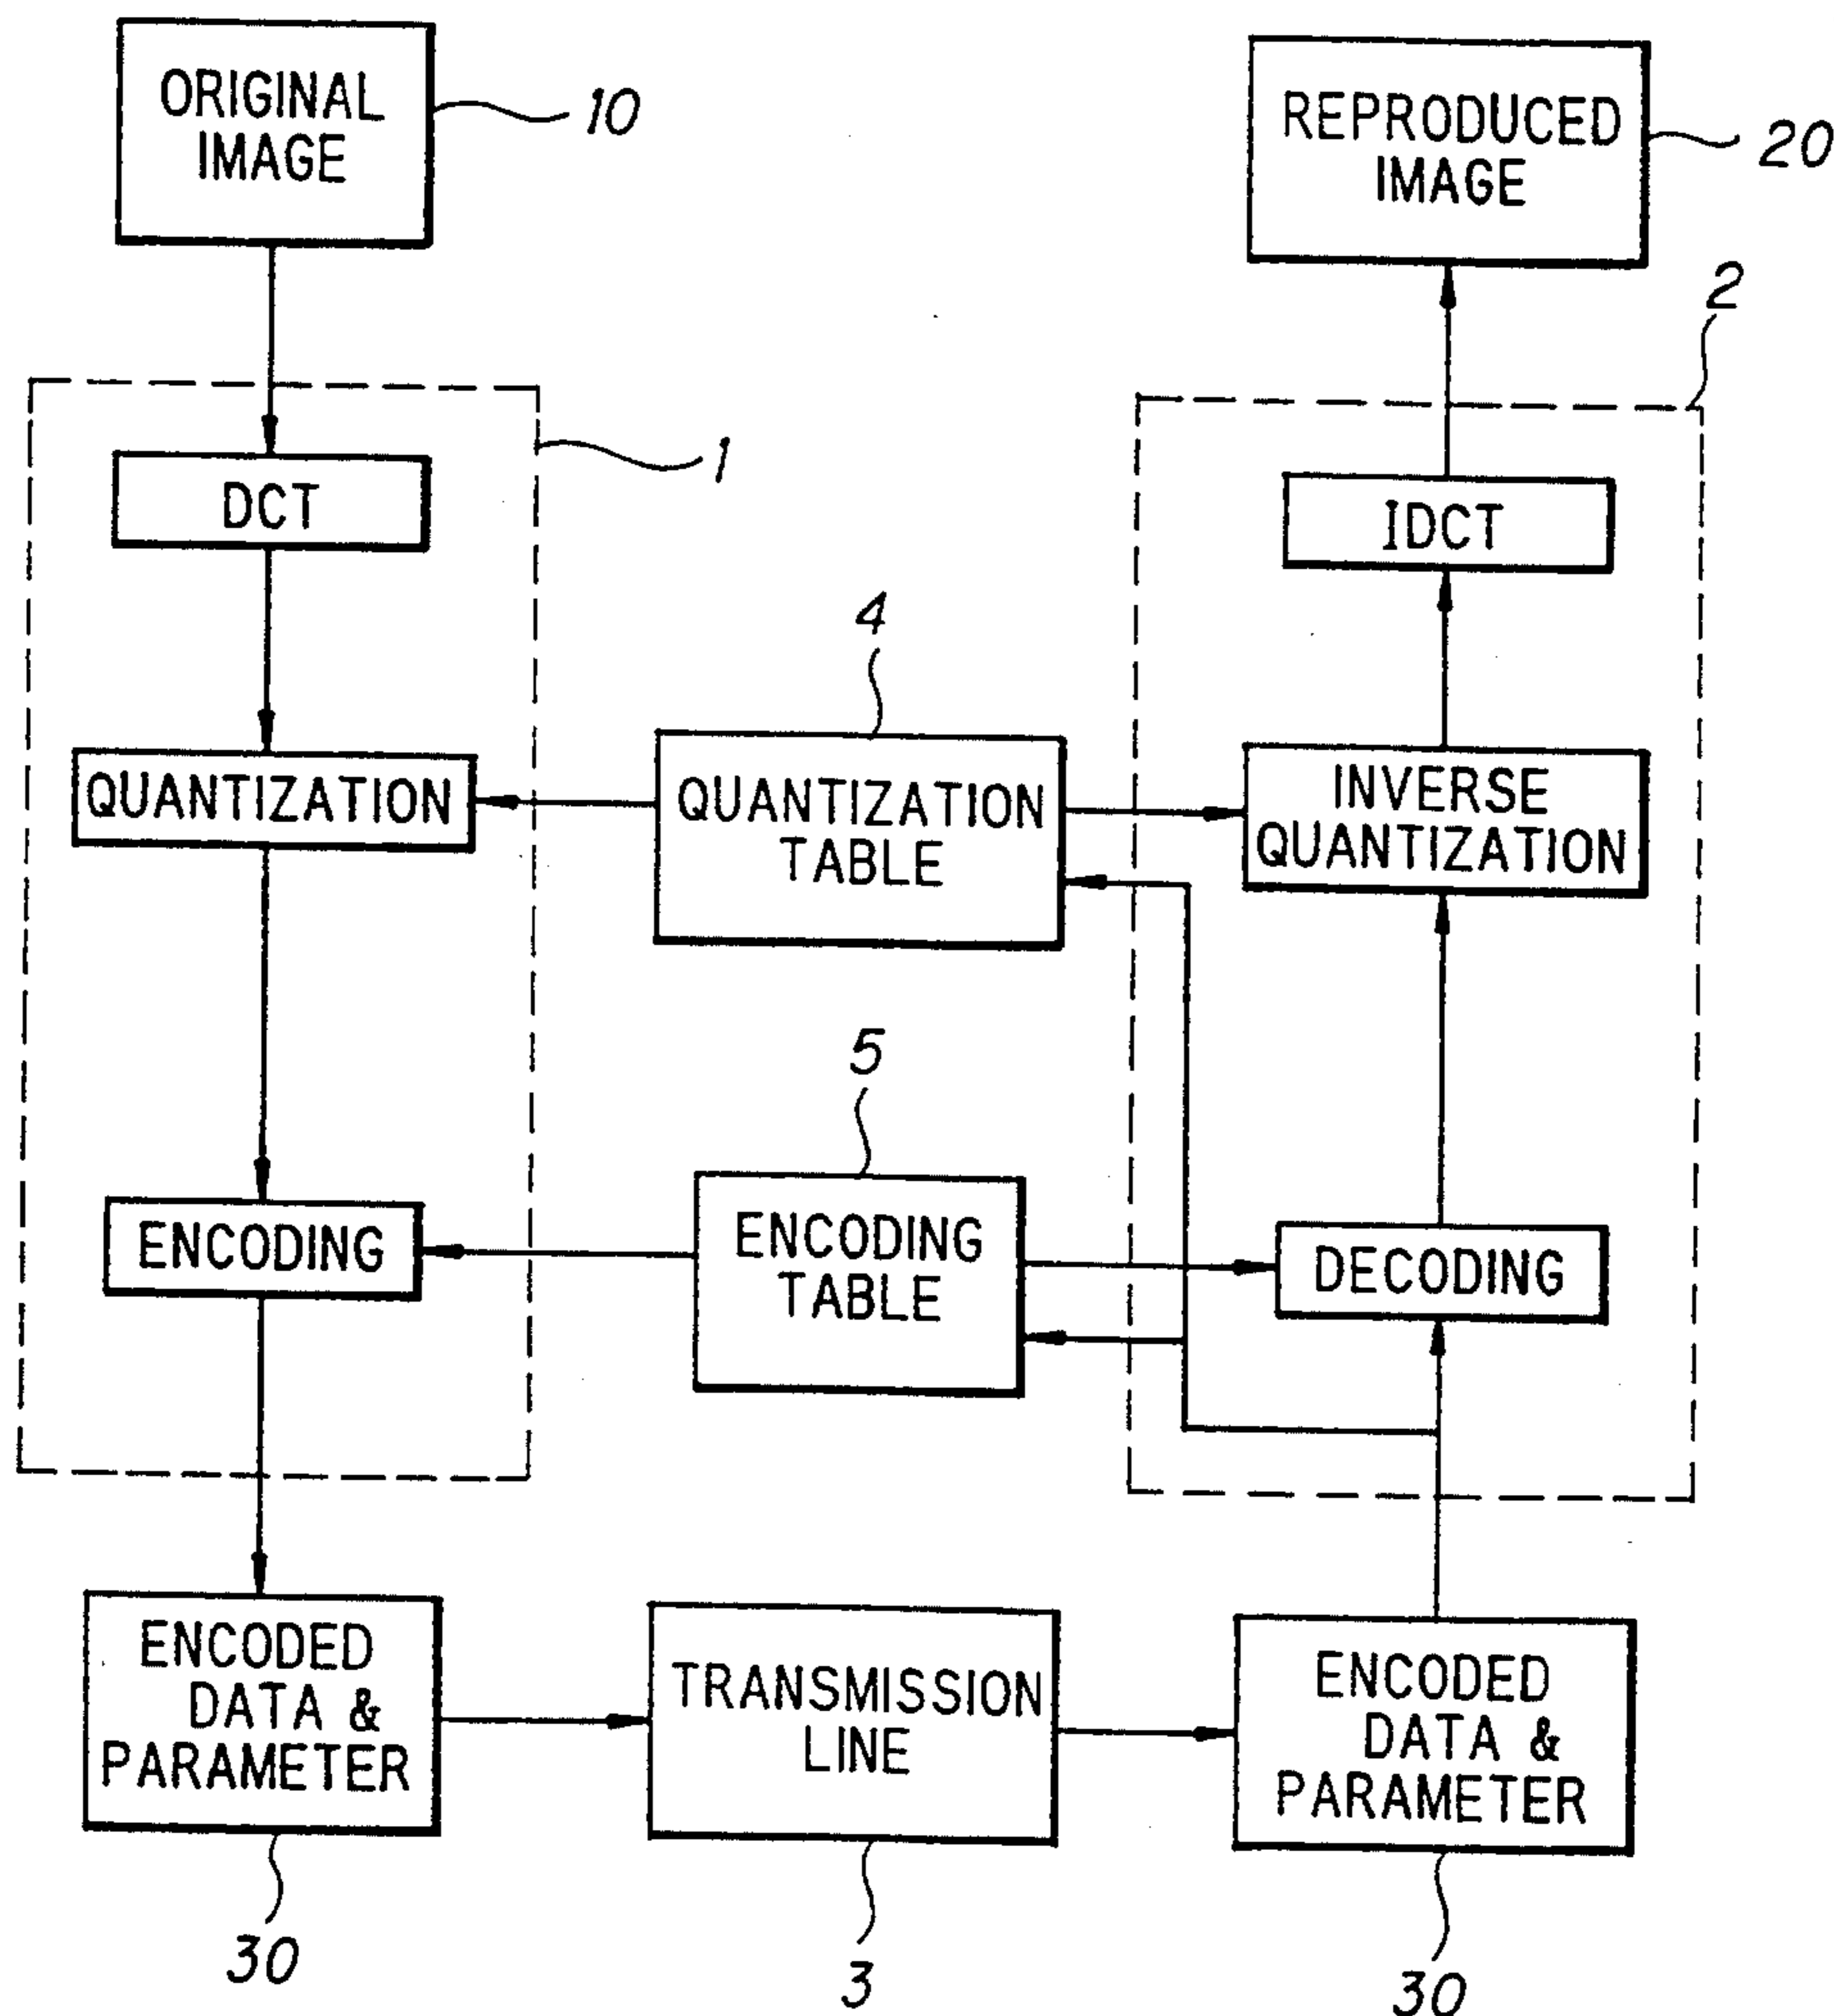 ORIGINAL
IMAGE
10
REPRODUCED
IMAGE
20
2
1
DCT
IDCT
4
QUANTIZATION
QUANTIZATION
TABLE
INVERSE
QUANTIZATION
5
ENCODING
ENCODING
TABLE
DECODING
ENCODED
DATA &
PARAMETER
TRANSMISSION
LINE
ENCODED
DATA &
PARAMETER
30
3
30